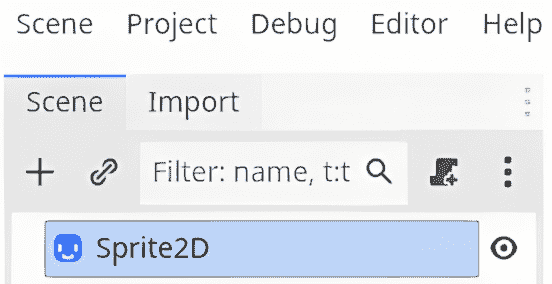 Scene Project Debug Editor Help
Scene Import
Filter: name, t:t
Sprite2D